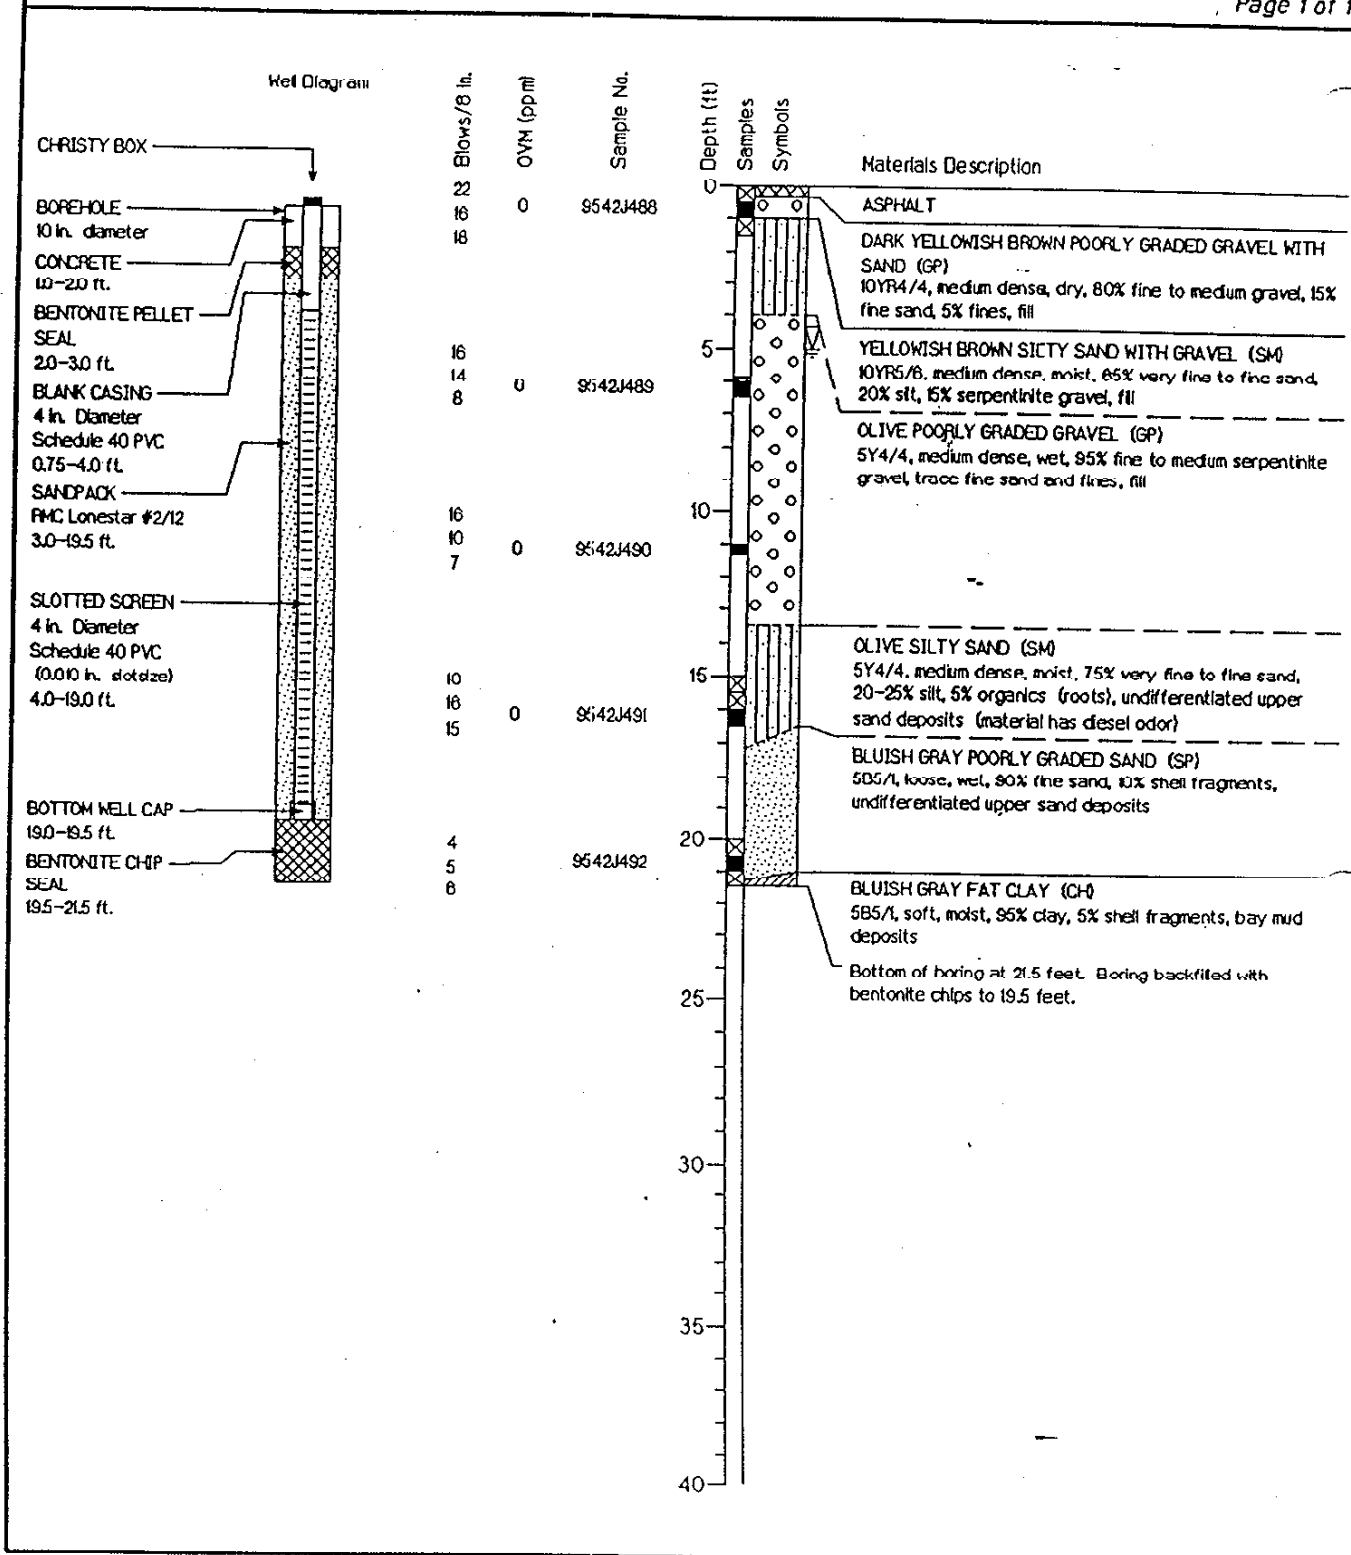 Page 1 of 1
Well Diagram
Blows/6 in.
OVM (ppm)
Sample No.
Depth (ft)
Samples
Symbols
Materials Description
CHRISTY BOX
BOREHOLE
10 in. diameter
CONCRETE
1.0-2.0 ft.
BENTONITE PELLET
SEAL
2.0-3.0 ft.
BLANK CASING
4 in. Diameter
Schedule 40 PVC
0.75-4.0 ft.
SANDPACK
RMC Lonestar #2/12
3.0-19.5 ft.
SLOTTED SCREEN
4 in. Diameter
Schedule 40 PVC
(0.010 in. slotsize)
4.0-19.0 ft.
BOTTOM WELL CAP
19.0-19.5 ft.
BENTONITE CHIP
SEAL
19.5-21.5 ft.
22
16 0 9542J488
18
16
14 0 9542J489
8
16
10 0 9542J490
7
10
16 0 9542J491
15
4
5 9542J492
6
0
5
10
15
20
25
30
35
40
ASPHALT
DARK YELLOWISH BROWN POORLY GRADED GRAVEL WITH
SAND (GP)
10YR4/4, medium dense, dry, 80% fine to medium gravel, 15%
fine sand, 5% fines, fill
YELLOWISH BROWN SILTY SAND WITH GRAVEL (SM)
10YR5/6, medium dense, moist, 65% very fine to fine sand,
20% silt, 15% serpentinite gravel, fill
OLIVE POORLY GRADED GRAVEL (GP)
5Y4/4, medium dense, wet, 95% fine to medium serpentinite
gravel, trace fine sand and fines, fill
OLIVE SILTY SAND (SM)
5Y4/4, medium dense, moist, 75% very fine to fine sand,
20-25% silt, 5% organics (roots), undifferentiated upper
sand deposits (material has diesel odor)
BLUISH GRAY POORLY GRADED SAND (SP)
5B5/1, loose, wet, 90% fine sand, 10% shell fragments,
undifferentiated upper sand deposits
BLUISH GRAY FAT CLAY (CH)
5B5/1, soft, moist, 95% clay, 5% shell fragments, bay mud
deposits
Bottom of boring at 21.5 feet. Boring backfilled with
bentonite chips to 19.5 feet.